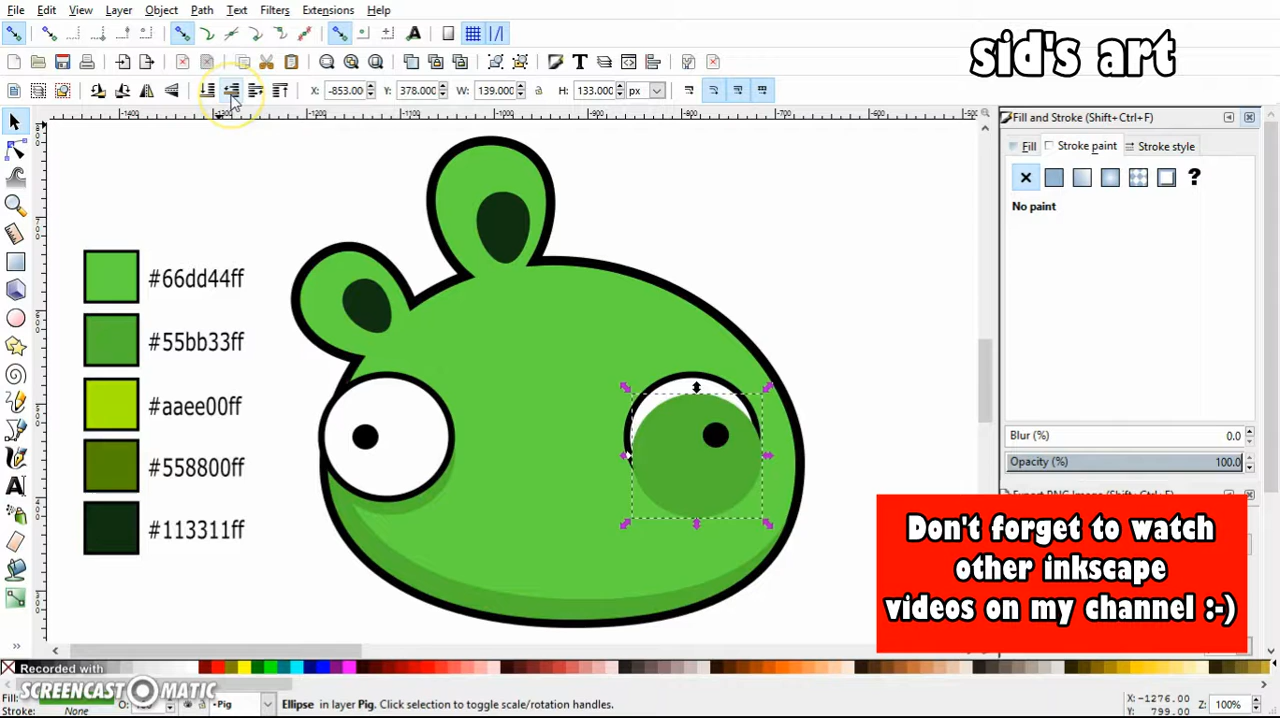 File Edit View Layer Object Path Text Filters Extensions Help
sid's art
X: -853.00 Y: 378.000 W: 139.000 H: 133.000 px
Fill and Stroke (Shift+Ctrl+F)
Fill Stroke paint Stroke style
No paint
#66dd44ff
#55bb33ff
#aaee00ff
#558800ff
#113311ff
Blur (%) 0.0
Opacity (%) 100.0
Don't forget to watch
other inkscape
videos on my channel :-)
Recorded with
SCREENCAST MATIC
Fill:
Stroke: None
O:
•Pig
Ellipse in layer Pig. Click selection to toggle scale/rotation handles.
X:-1276.00
Y: 799.00
Z: 100%